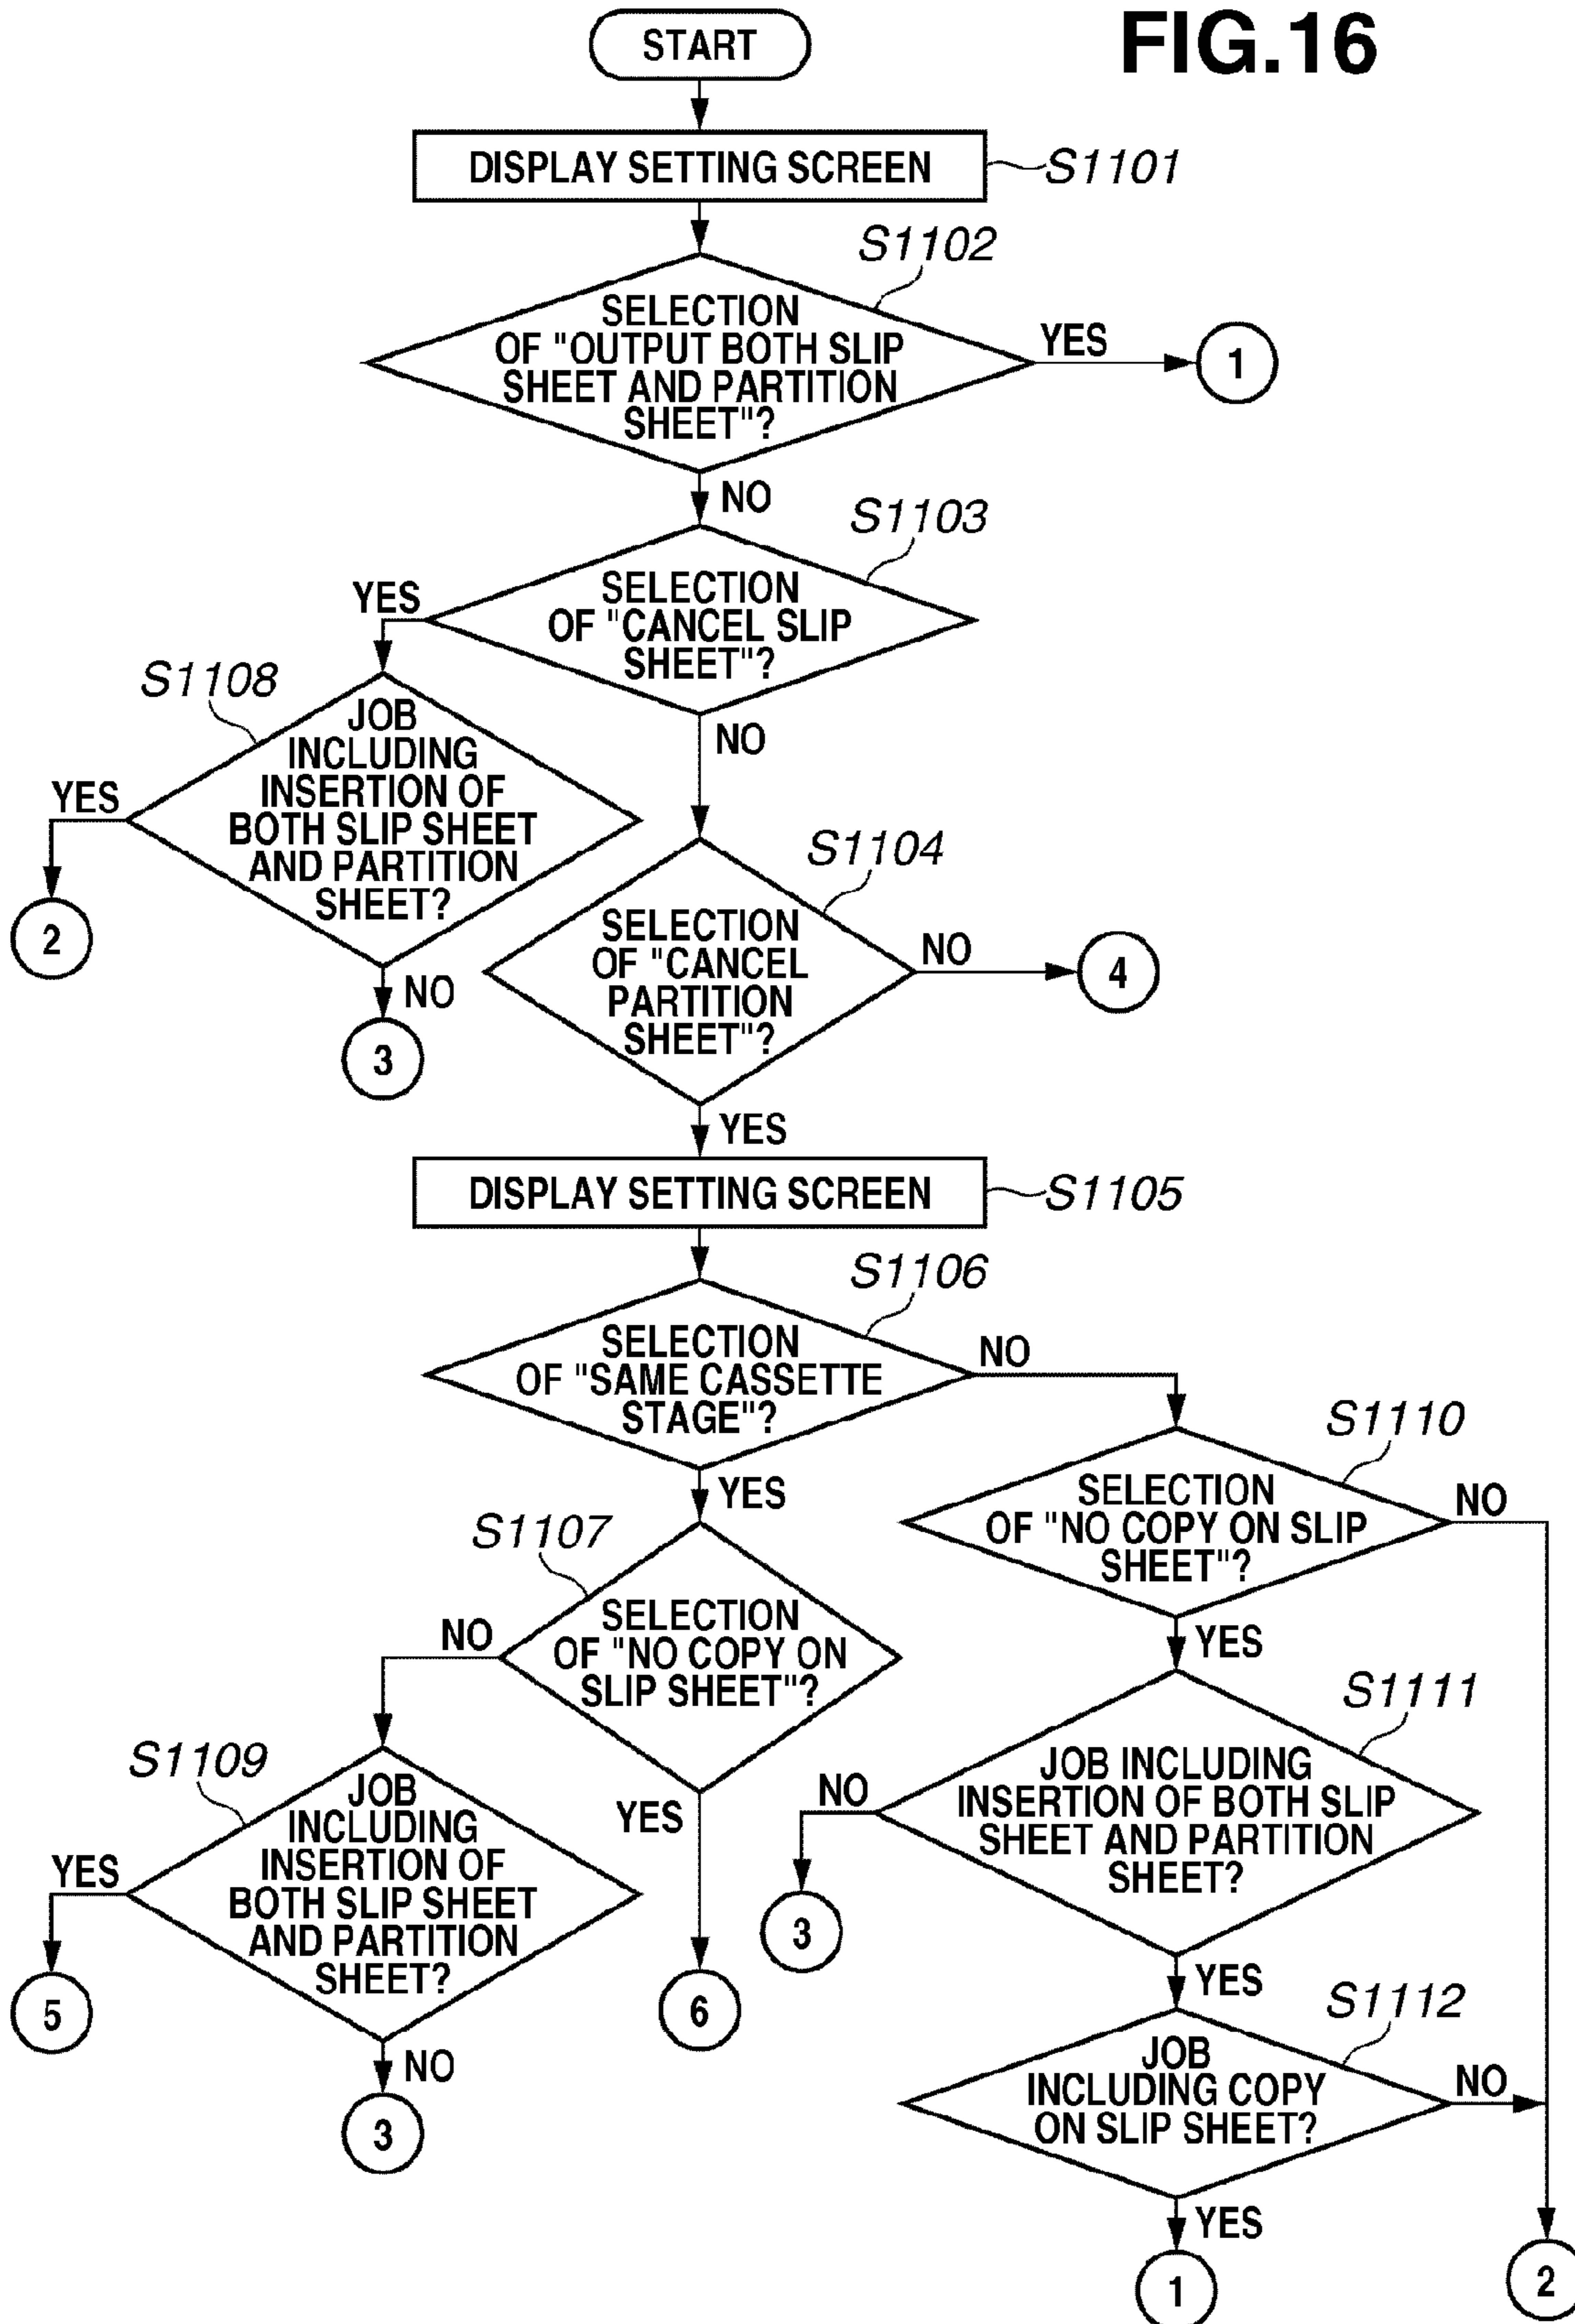 FIG.16
START
DISPLAY SETTING SCREEN
S1101
S1102
SELECTION
OF "OUTPUT BOTH SLIP
SHEET AND PARTITION
SHEET"?
YES
1
NO
S1103
SELECTION
OF "CANCEL SLIP
SHEET"?
YES
NO
S1108
JOB
INCLUDING
INSERTION OF
BOTH SLIP SHEET
AND PARTITION
SHEET?
YES
2
NO
3
S1104
SELECTION
OF "CANCEL
PARTITION
SHEET"?
NO
4
YES
DISPLAY SETTING SCREEN
S1105
S1106
SELECTION
OF "SAME CASSETTE
STAGE"?
NO
YES
S1107
SELECTION
OF "NO COPY ON
SLIP SHEET"?
NO
YES
6
S1109
JOB
INCLUDING
INSERTION OF
BOTH SLIP SHEET
AND PARTITION
SHEET?
YES
5
NO
3
S1110
SELECTION
OF "NO COPY ON SLIP
SHEET"?
NO
YES
S1111
JOB INCLUDING
INSERTION OF BOTH SLIP
SHEET AND PARTITION
SHEET?
NO
3
YES
S1112
JOB
INCLUDING COPY
ON SLIP SHEET?
NO
YES
1
2